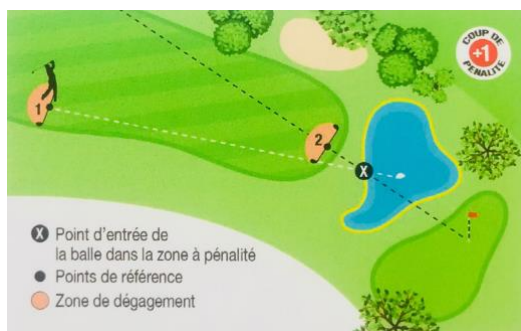 COUP DE
+1
PÉNALITÉ
1
2
X
X Point d'entrée de
la balle dans la zone à pénalité
Points de référence
Zone de dégagement